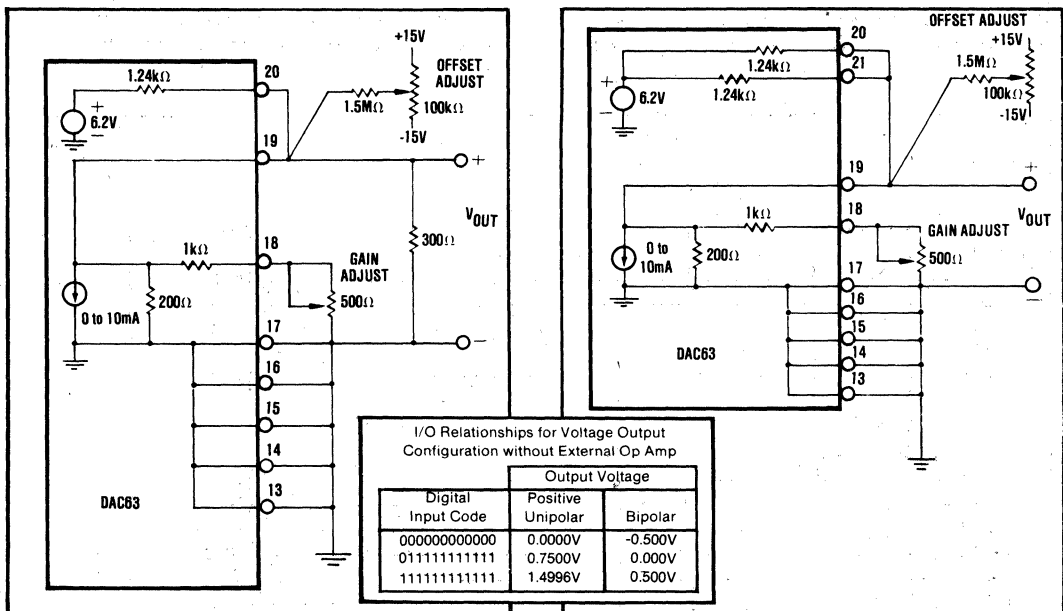 +15V
20
OFFSET
ADJUST
1.24kΩ
1.5MΩ
100kΩ
+
6.2V
−
-15V
19
+
VOUT
300Ω
1kΩ
18
GAIN
ADJUST
200Ω
500Ω
0 to 10mA
17
−
16
15
14
13
DAC63
OFFSET ADJUST
20
+15V
1.24kΩ
21
1.5MΩ
+
6.2V
−
1.24kΩ
100kΩ
-15V
19
+
1kΩ
18
VOUT
GAIN ADJUST
0 to
10mA
200Ω
500Ω
17
−
16
15
14
13
DAC63
I/O Relationships for Voltage Output
Configuration without External Op Amp
Output Voltage
Digital
Input Code
Positive
Unipolar
Bipolar
000000000000 0.0000V -0.500V
011111111111 0.7500V 0.000V
111111111111 1.4996V 0.500V